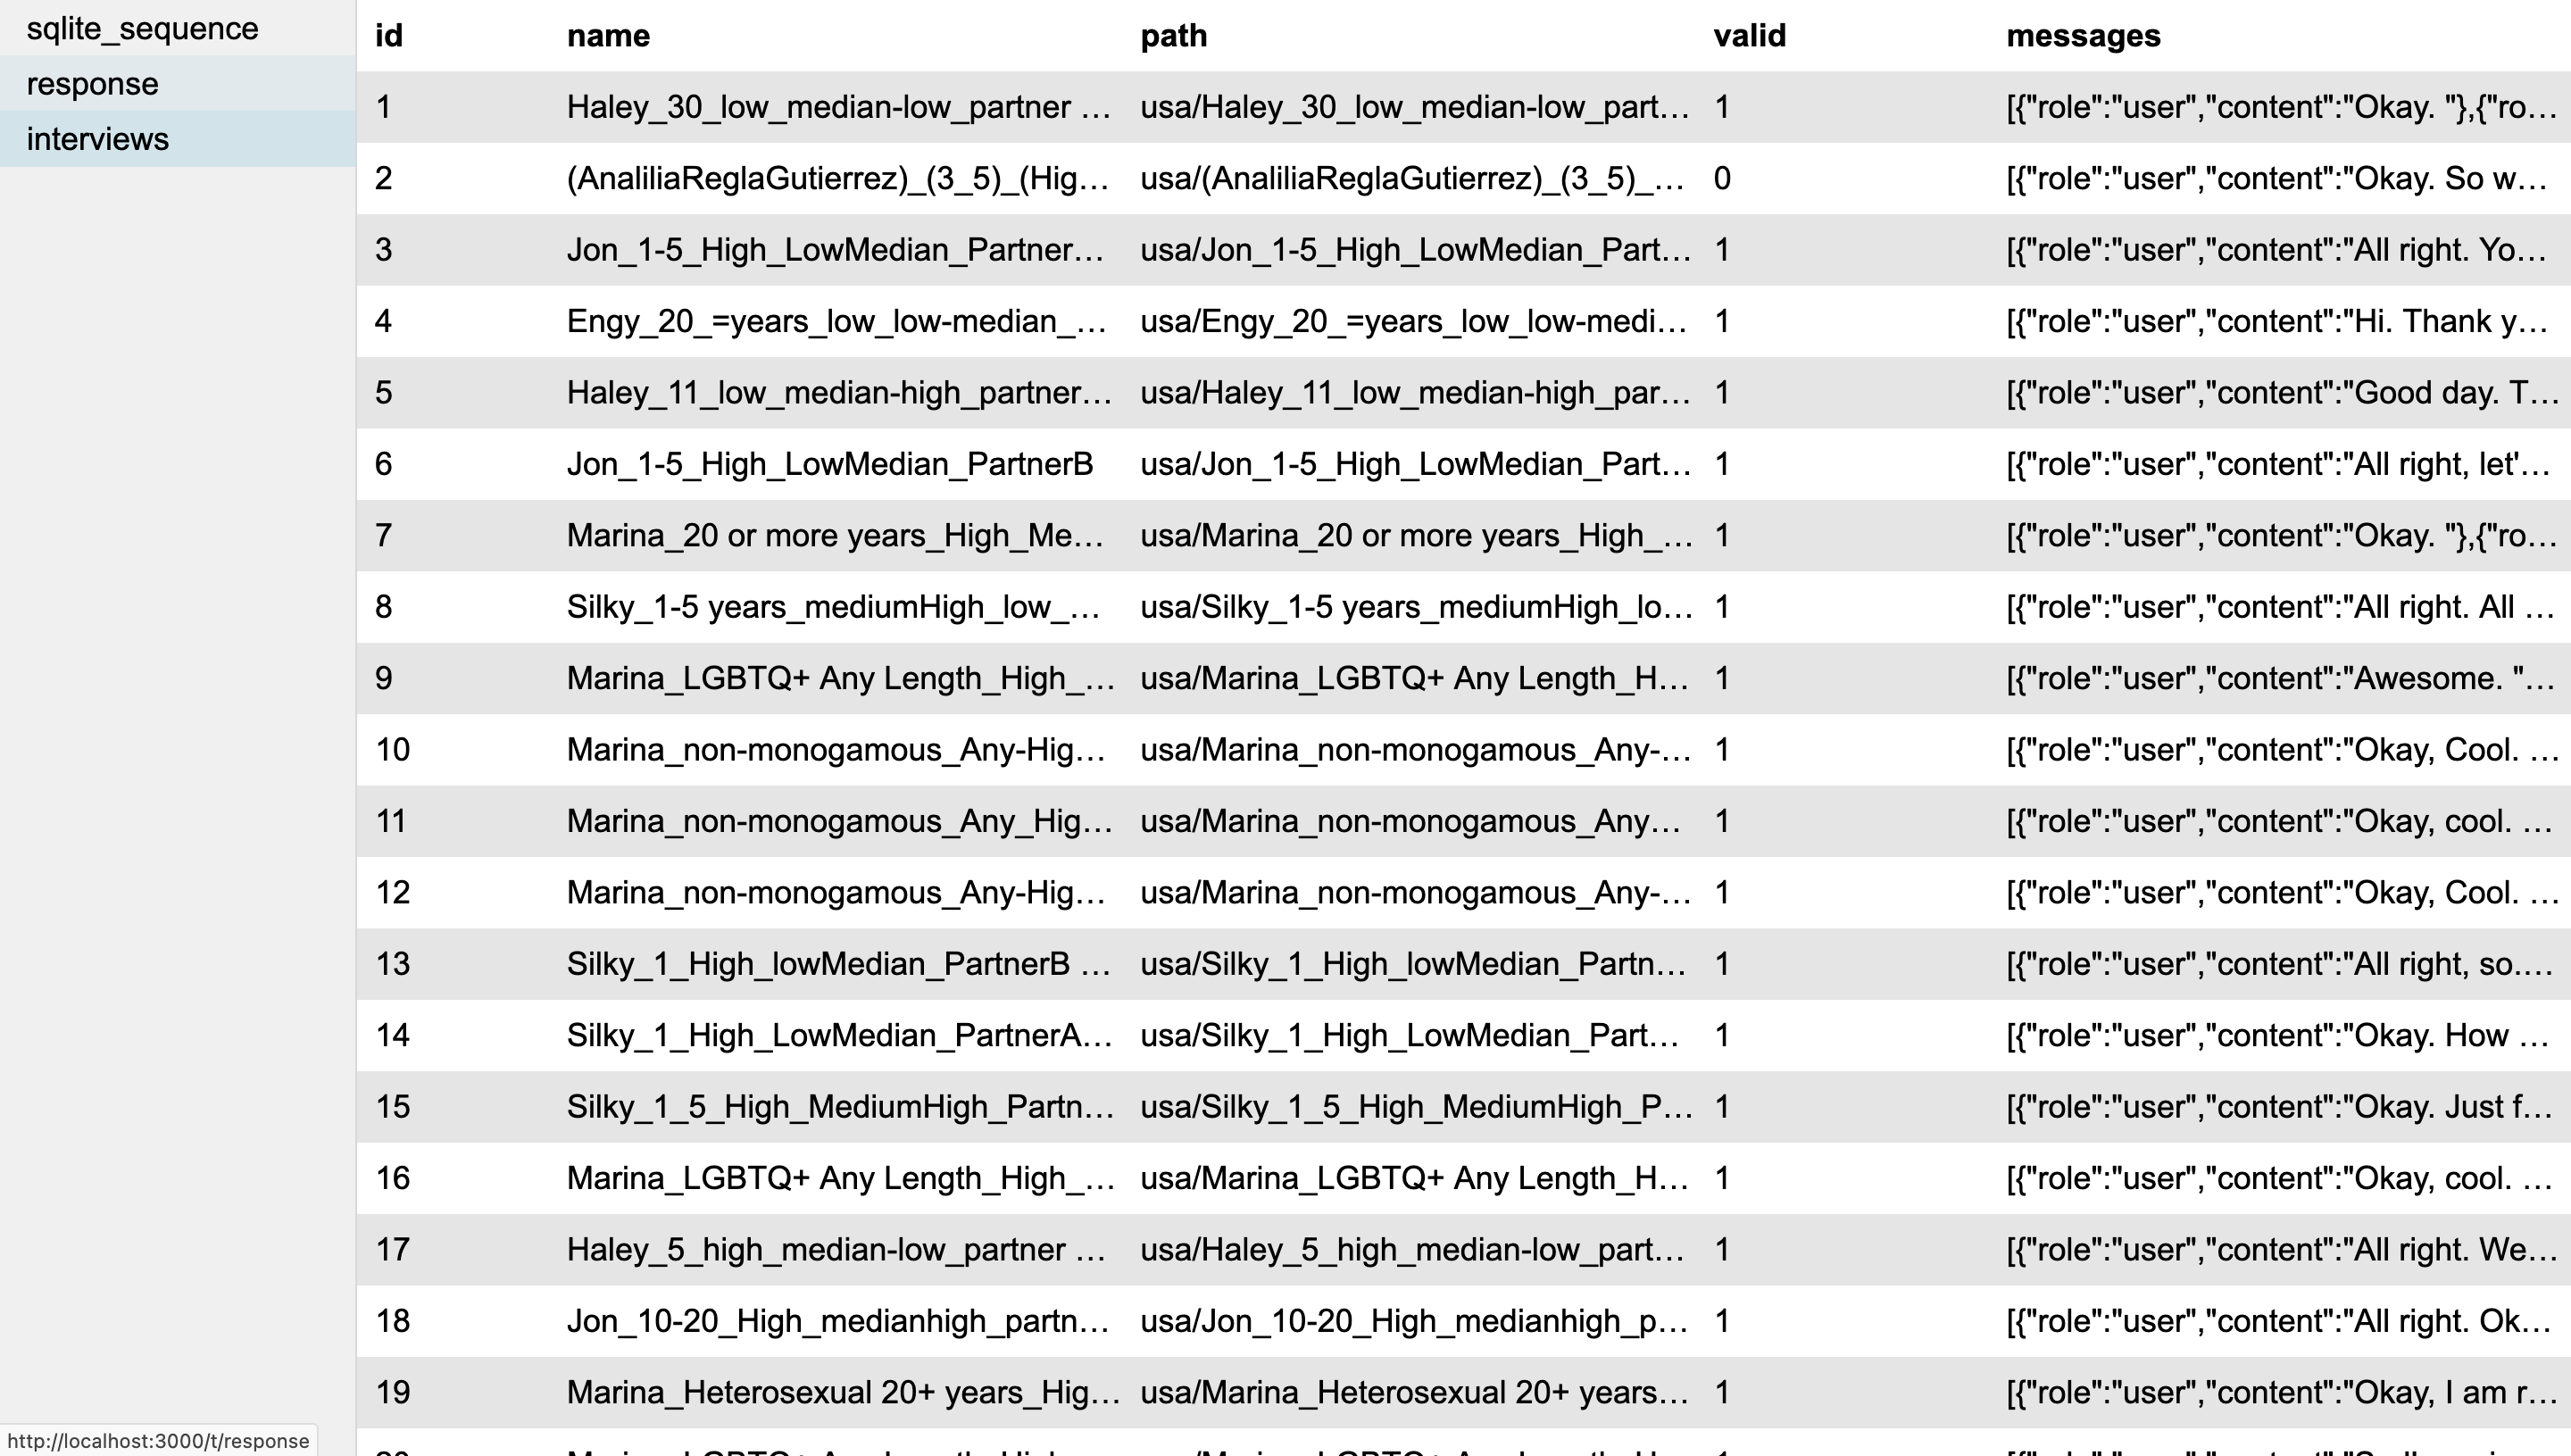 sqlite_sequence
response
interviews
id name path valid messages
1 Haley_30_low_median-low_partner … usa/Haley_30_low_median-low_part… 1 [{"role":"user","content":"Okay. "},{"ro…
2 (AnaliliaReglaGutierrez)_(3_5)_(Hig… usa/(AnaliliaReglaGutierrez)_(3_5)_… 0 [{"role":"user","content":"Okay. So w…
3 Jon_1-5_High_LowMedian_Partner… usa/Jon_1-5_High_LowMedian_Part… 1 [{"role":"user","content":"All right. Yo…
4 Engy_20_=years_low_low-median_… usa/Engy_20_=years_low_low-medi… 1 [{"role":"user","content":"Hi. Thank y…
5 Haley_11_low_median-high_partner… usa/Haley_11_low_median-high_par… 1 [{"role":"user","content":"Good day. T…
6 Jon_1-5_High_LowMedian_PartnerB usa/Jon_1-5_High_LowMedian_Part… 1 [{"role":"user","content":"All right, let'…
7 Marina_20 or more years_High_Me… usa/Marina_20 or more years_High_… 1 [{"role":"user","content":"Okay. "},{"ro…
8 Silky_1-5 years_mediumHigh_low_… usa/Silky_1-5 years_mediumHigh_lo… 1 [{"role":"user","content":"All right. All …
9 Marina_LGBTQ+ Any Length_High_… usa/Marina_LGBTQ+ Any Length_H… 1 [{"role":"user","content":"Awesome. "…
10 Marina_non-monogamous_Any-Hig… usa/Marina_non-monogamous_Any-… 1 [{"role":"user","content":"Okay, Cool. …
11 Marina_non-monogamous_Any_Hig… usa/Marina_non-monogamous_Any… 1 [{"role":"user","content":"Okay, cool. …
12 Marina_non-monogamous_Any-Hig… usa/Marina_non-monogamous_Any-… 1 [{"role":"user","content":"Okay, Cool. …
13 Silky_1_High_lowMedian_PartnerB … usa/Silky_1_High_lowMedian_Partn… 1 [{"role":"user","content":"All right, so.…
14 Silky_1_High_LowMedian_PartnerA… usa/Silky_1_High_LowMedian_Part… 1 [{"role":"user","content":"Okay. How …
15 Silky_1_5_High_MediumHigh_Partn… usa/Silky_1_5_High_MediumHigh_P… 1 [{"role":"user","content":"Okay. Just f…
16 Marina_LGBTQ+ Any Length_High_… usa/Marina_LGBTQ+ Any Length_H… 1 [{"role":"user","content":"Okay, cool. …
17 Haley_5_high_median-low_partner … usa/Haley_5_high_median-low_part… 1 [{"role":"user","content":"All right. We…
18 Jon_10-20_High_medianhigh_partn… usa/Jon_10-20_High_medianhigh_p… 1 [{"role":"user","content":"All right. Ok…
19 Marina_Heterosexual 20+ years_Hig… usa/Marina_Heterosexual 20+ years… 1 [{"role":"user","content":"Okay, I am r…
http://localhost:3000/t/response